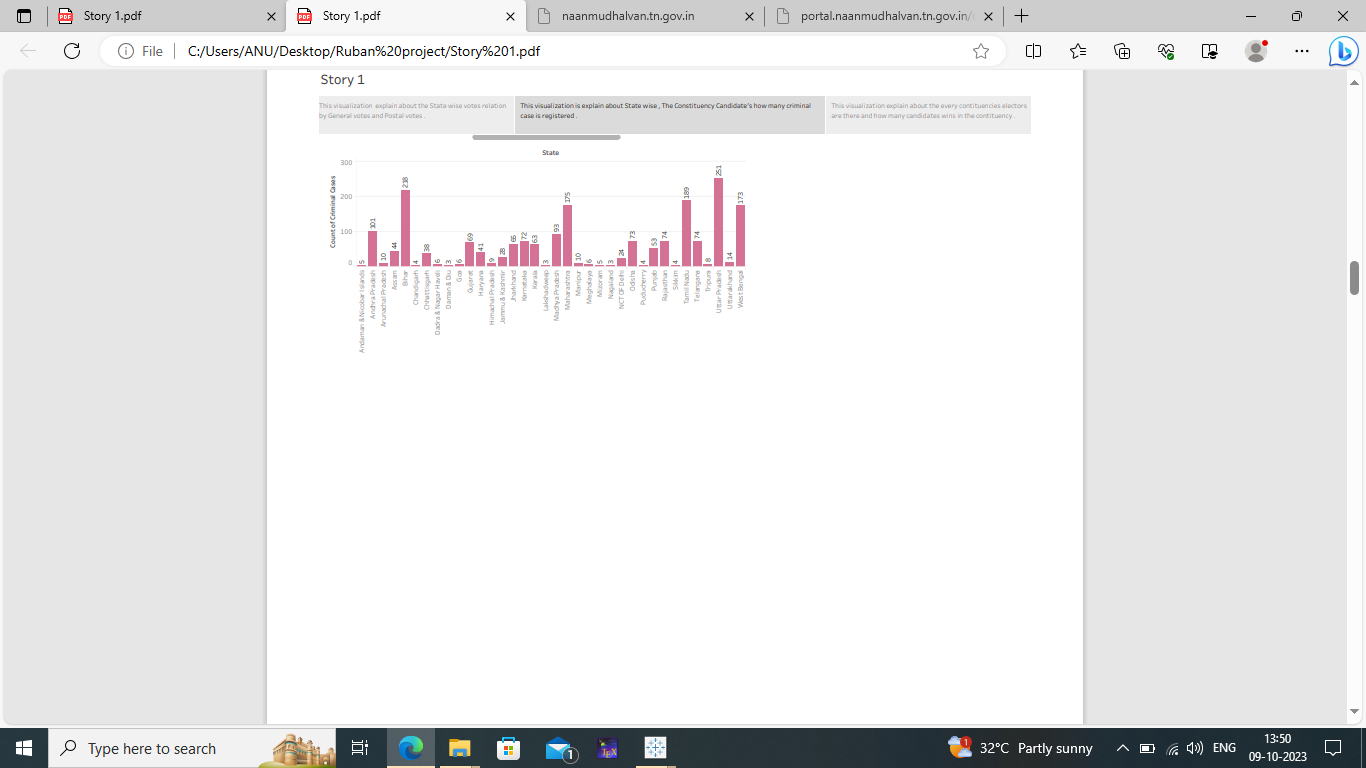 Story 1.pdf
Story 1.pdf
naanmudhalvan.tn.gov.in
portal.naanmudhalvan.tn.gov.in/
File
C:/Users/ANU/Desktop/Ruban%20project/Story%201.pdf
Story 1
This visualization explain about the State wise votes relation
by General votes and Postal votes .
This visualization is explain about State wise , The Constituency Candidate's how many criminal
case is registered .
This visualization explain about the every contituencies electors
are there and how many candidates wins in the contituency .
State
Count of Criminal Cases
300
200
100
0
5
101
10
44
218
4
38
6
3
6
69
41
9
28
65
72
63
3
93
175
10
6
5
3
24
73
4
53
74
4
189
74
8
251
14
173
Andaman & Nicobar Islands
Andhra Pradesh
Arunachal Pradesh
Assam
Bihar
Chandigarh
Chhattisgarh
Dadra & Nagar Haveli
Daman & Diu
Goa
Gujarat
Haryana
Himachal Pradesh
Jammu & Kashmir
Jharkhand
Karnataka
Kerala
Lakshadweep
Madhya Pradesh
Maharashtra
Manipur
Meghalaya
Mizoram
Nagaland
NCT OF Delhi
Odisha
Puducherry
Punjab
Rajasthan
Sikkim
Tamil Nadu
Telangana
Tripura
Uttar Pradesh
Uttarakhand
West Bengal
Type here to search
1
TEX
1
32°C Partly sunny
ENG
13:50
09-10-2023